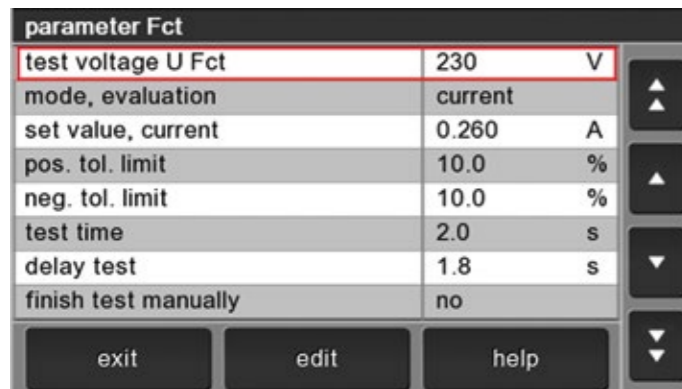 parameter Fct
test voltage U Fct 230 V
mode, evaluation current
set value, current 0.260 A
pos. tol. limit 10.0 %
neg. tol. limit 10.0 %
test time 2.0 s
delay test 1.8 s
finish test manually no
exit edit help